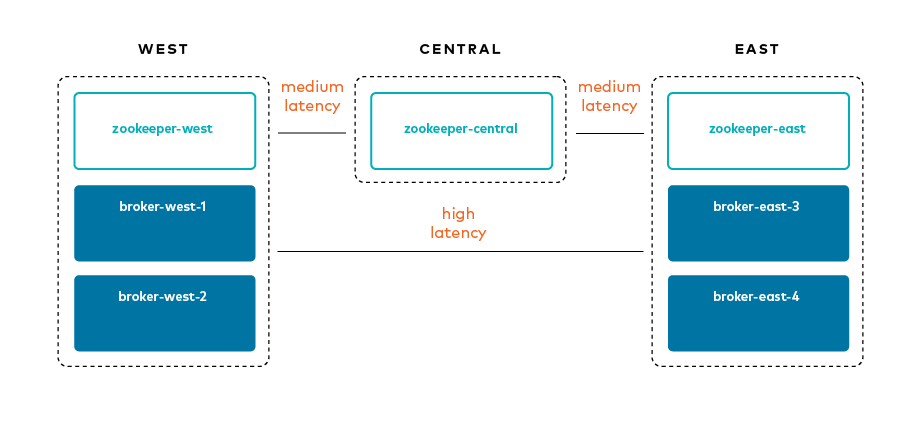 WEST
CENTRAL
EAST
medium
latency
medium
latency
zookeeper-west
zookeeper-central
zookeeper-east
broker-west-1
broker-east-3
high
latency
broker-west-2
broker-east-4